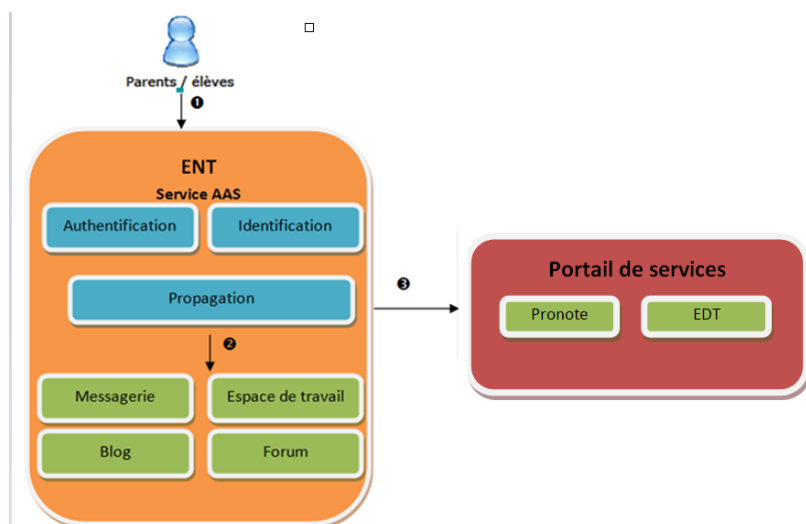 Parents / élèves
❶
ENT
Service AAS
Authentification
Identification
Propagation
❷
Messagerie
Espace de travail
Blog
Forum
❸
Portail de services
Pronote
EDT